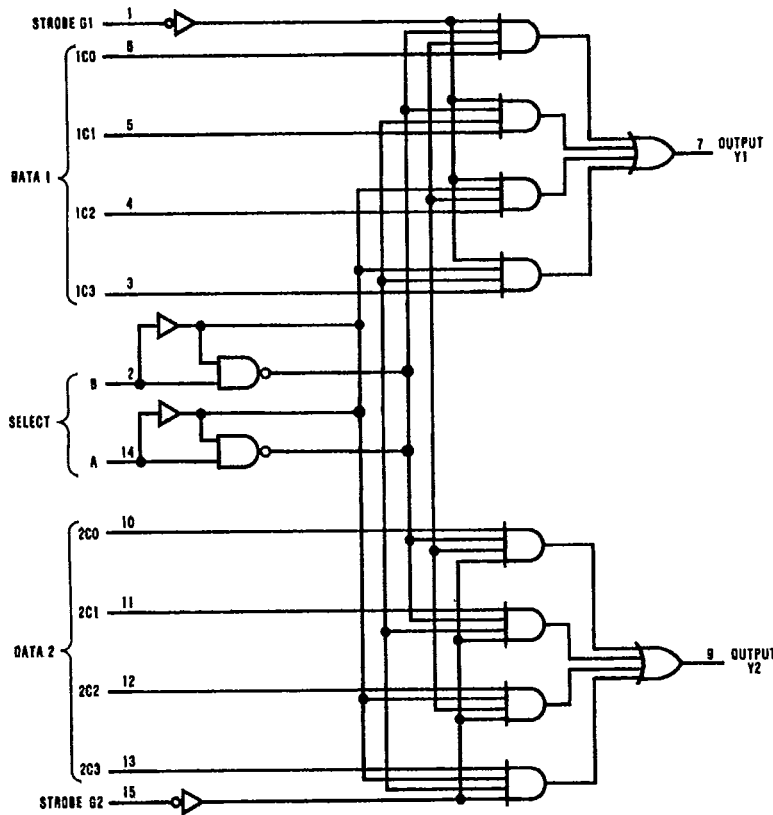 STROBE G1 1
6
1C0
5
1C1
DATA 1
4
1C2
3
1C3
7 OUTPUT
Y1
2
B
SELECT
14
A
10
2C0
11
2C1
DATA 2
12
2C2
13
2C3
15
STROBE G2
9 OUTPUT
Y2